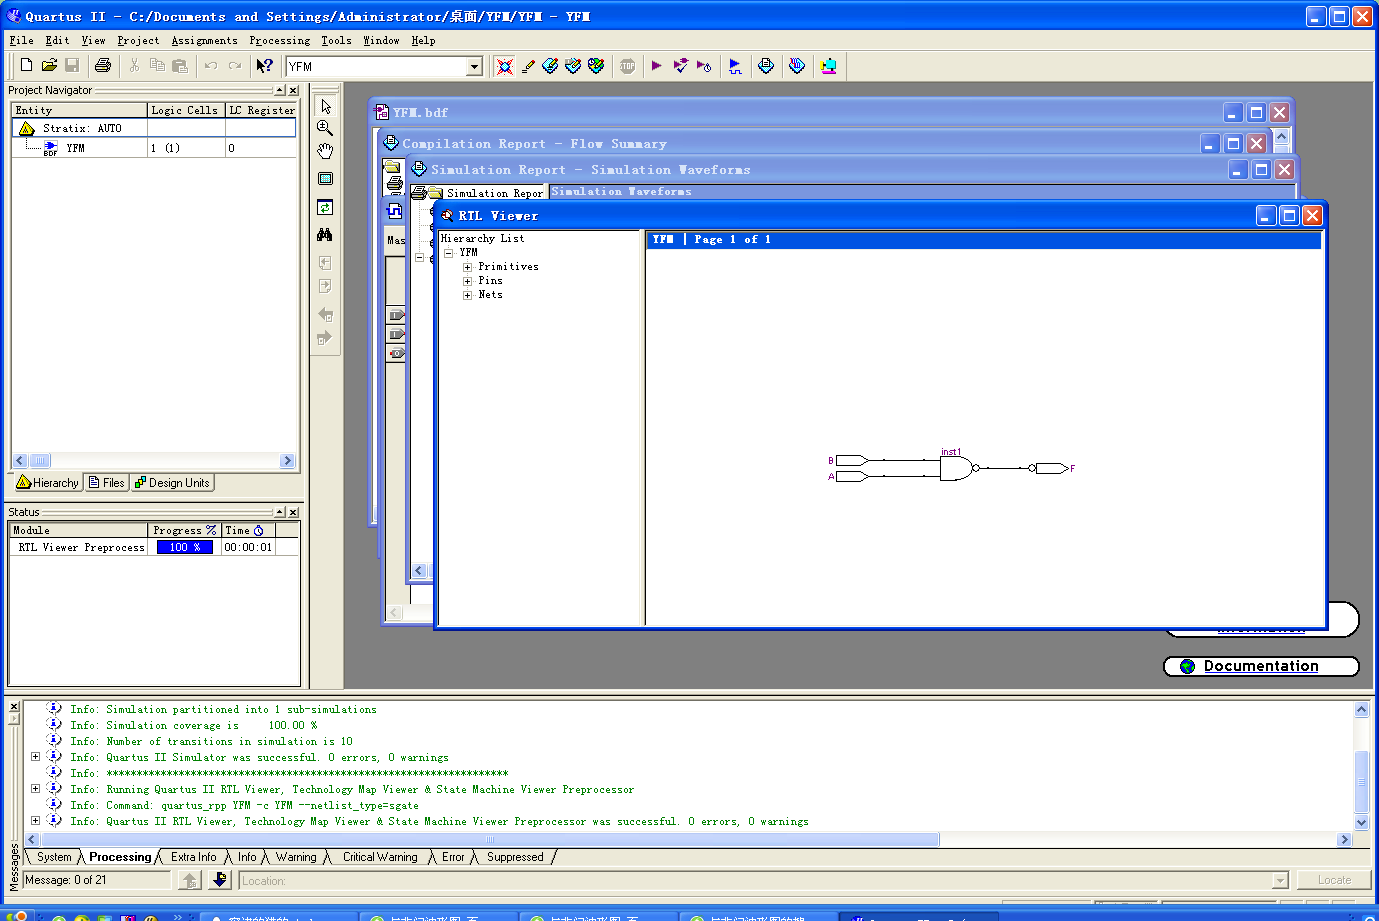 Quartus II - C:/Documents and Settings/Administrator/桌面/YFM/YFM - YFM
File Edit View Project Assignments Processing Tools Window Help
YFM
STOP
Project Navigator
Entity Logic Cells LC Register
Stratix: AUTO
BDF YFM 1 (1) 0
Hierarchy Files Design Units
Status
Module Progress % Time
RTL Viewer Preprocess 100 % 00:00:01
YFM.bdf
Compilation Report - Flow Summary
Simulation Report - Simulation Waveforms
Simulation Repor Simulation Waveforms
Mas
RTL Viewer
Hierarchy List
YFM
Primitives
Pins
Nets
YFM | Page 1 of 1
inst1
B
A
F
Documentation
Info: Simulation partitioned into 1 sub-simulations
Info: Simulation coverage is 100.00 %
Info: Number of transitions in simulation is 10
Info: Quartus II Simulator was successful. 0 errors, 0 warnings
Info: *******************************************************************
Info: Running Quartus II RTL Viewer, Technology Map Viewer & State Machine Viewer Preprocessor
Info: Command: quartus_rpp YFM -c YFM --netlist_type=sgate
Info: Quartus II RTL Viewer, Technology Map Viewer & State Machine Viewer Preprocessor was successful. 0 errors, 0 warnings
System Processing Extra Info Info Warning Critical Warning Error Suppressed
Messages
Message: 0 of 21
Location:
Locate